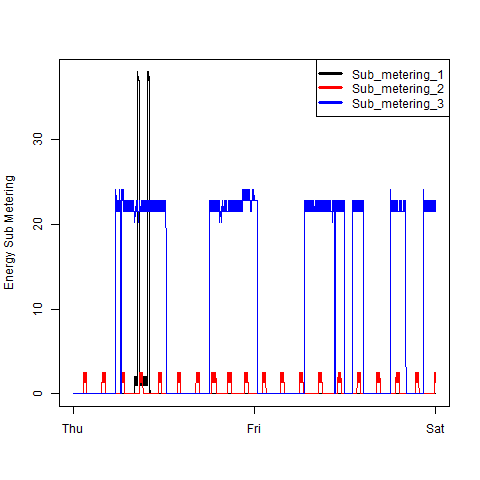 Sub_metering_1
Sub_metering_2
Sub_metering_3
Energy Sub Metering
30
20
10
0
Thu Fri Sat